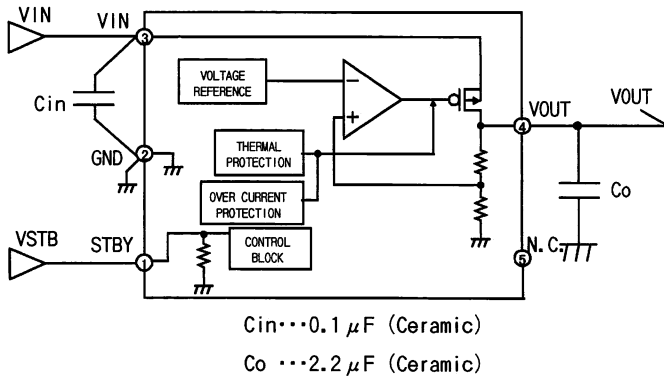 VIN
VIN
3
VOLTAGE
REFERENCE
−
+
Cin
VOUT
4
VOUT
2
GND
THERMAL
PROTECTION
OVER CURRENT
PROTECTION
Co
VSTB
STBY
1
CONTROL
BLOCK
N.C.
5
Cin···0.1μF (Ceramic)
Co ···2.2μF (Ceramic)